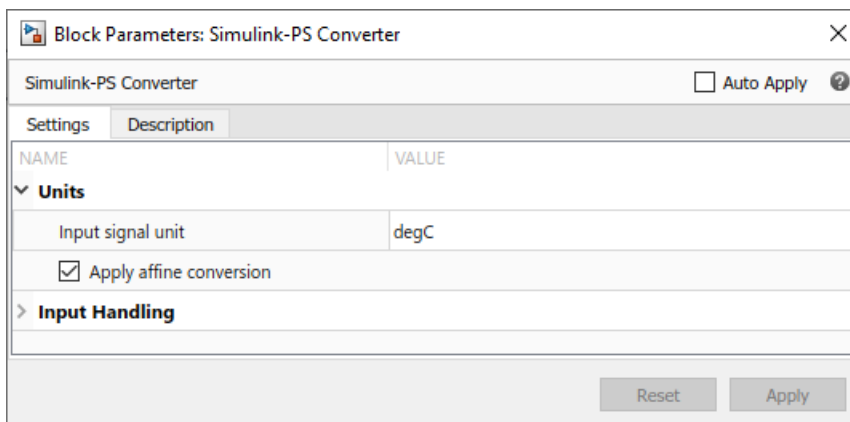 Block Parameters: Simulink-PS Converter
Simulink-PS Converter Auto Apply ?
Settings Description
NAME VALUE
Units
Input signal unit degC
Apply affine conversion
Input Handling
Reset Apply